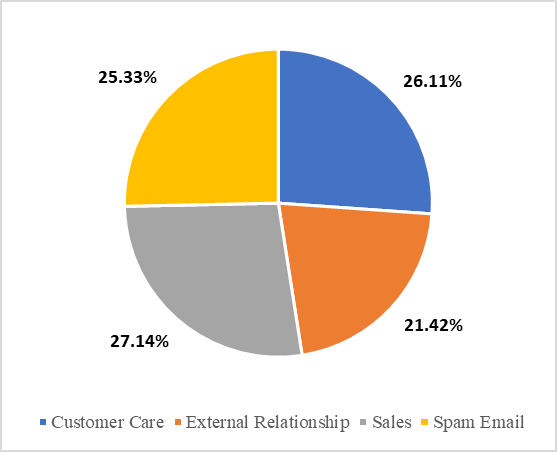 25.33%
26.11%
21.42%
27.14%
Customer Care External Relationship Sales Spam Email